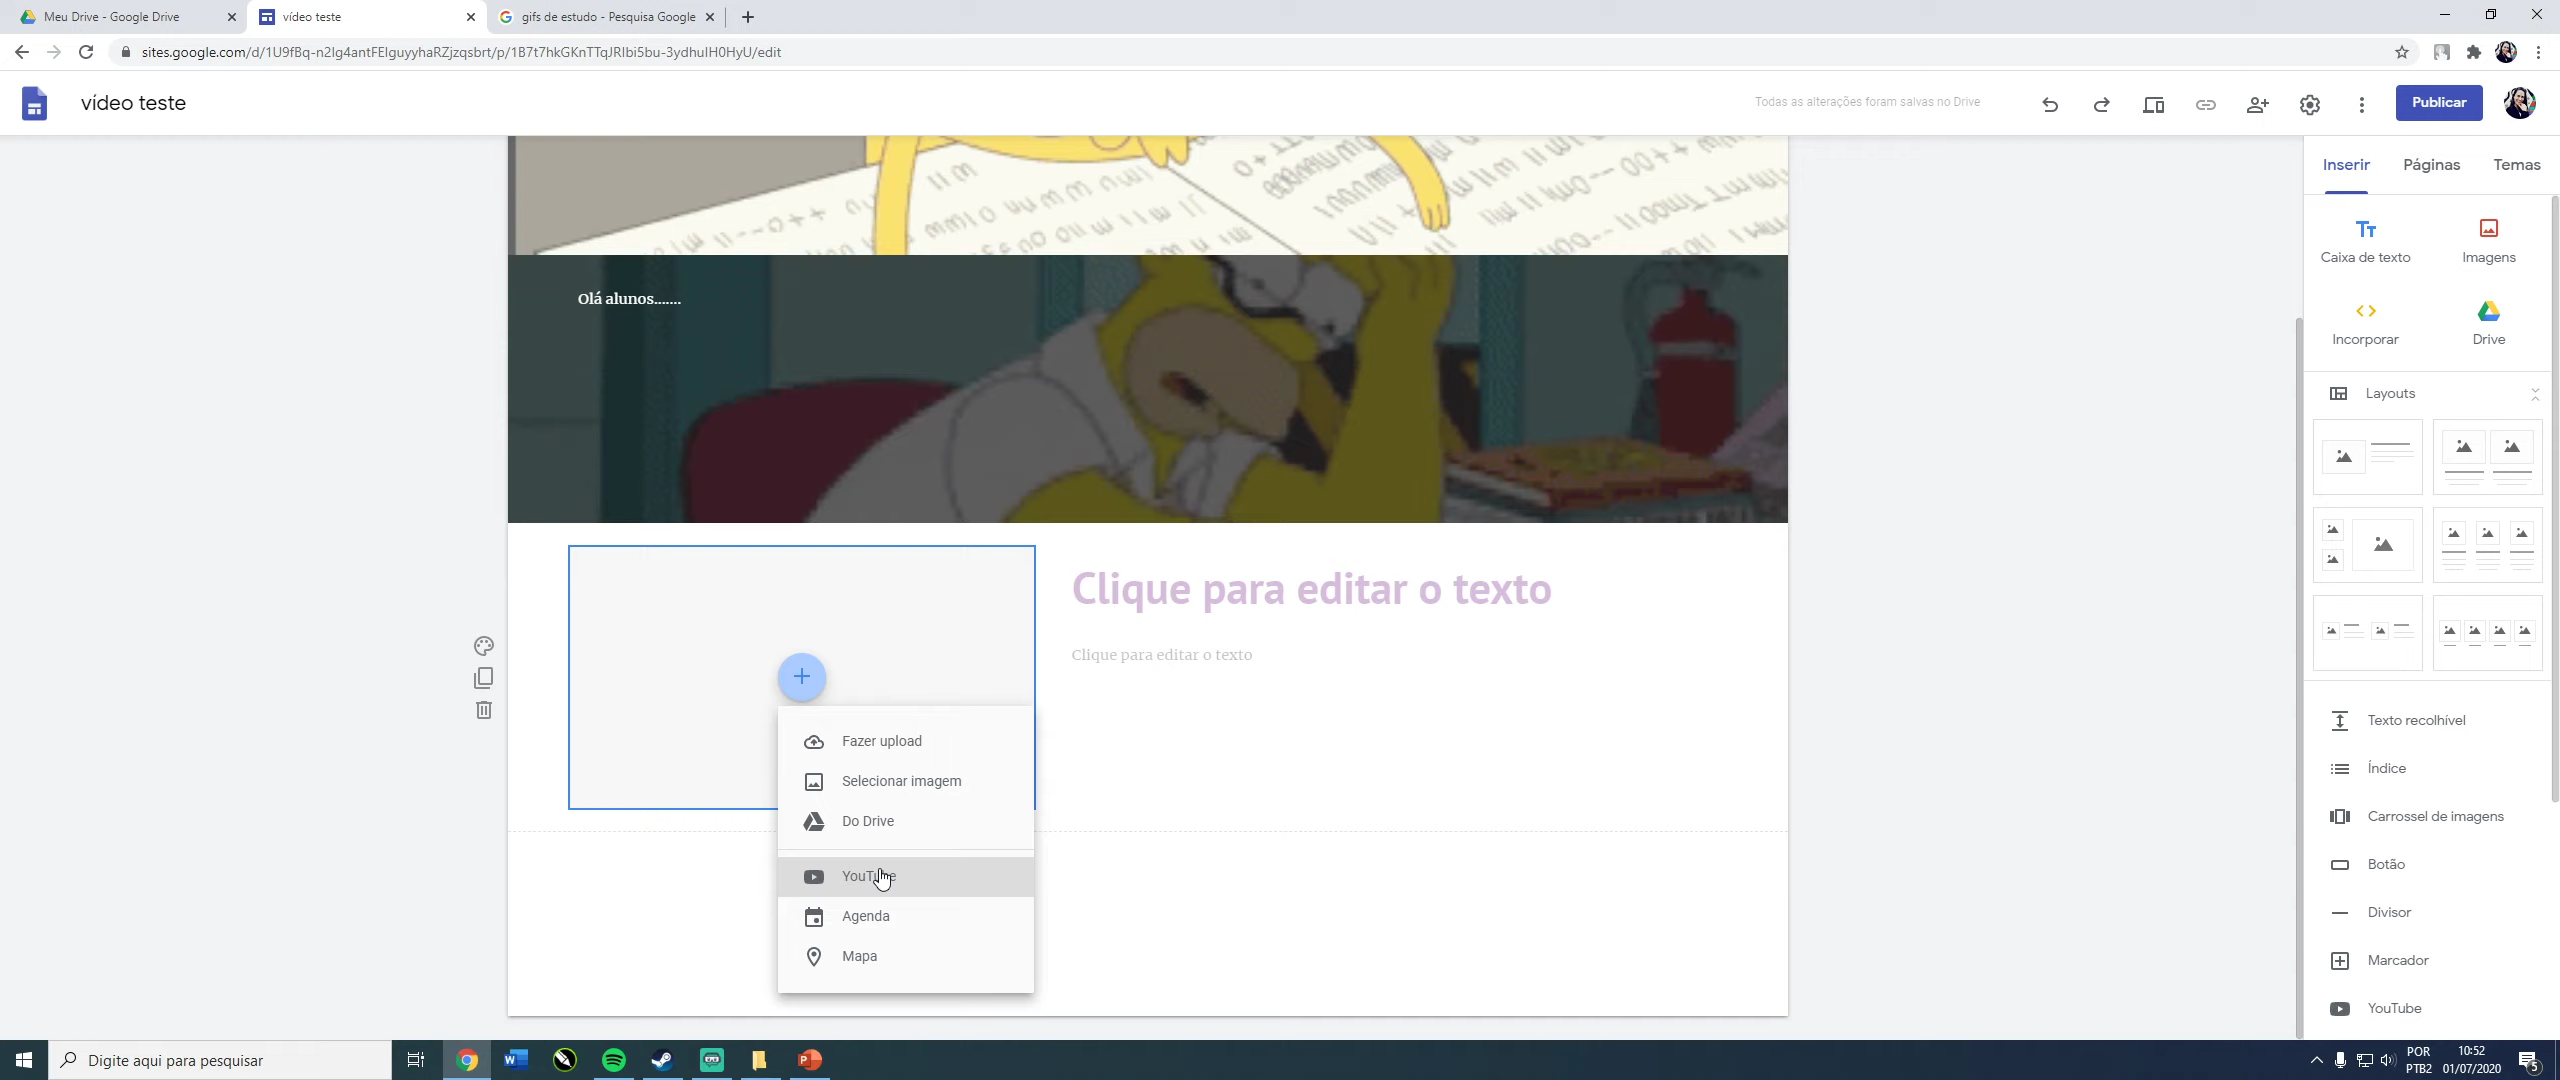 Meu Drive - Google Drive
vídeo teste
gifs de estudo - Pesquisa Google
sites.google.com/d/1U9fBq-n2Ig4antFElguyyhaRZjzqsbrt/p/1B7t7hkGKnTTqJRlbi5bu-3ydhuIH0HyU/edit
vídeo teste
Todas as alterações foram salvas no Drive
Publicar
Inserir
Páginas
Temas
Caixa de texto
Imagens
Incorporar
Drive
Layouts
Olá alunos.......
Clique para editar o texto
Clique para editar o texto
Fazer upload
Selecionar imagem
Do Drive
YouTube
Agenda
Mapa
Texto recolhível
Índice
Carrossel de imagens
Botão
Divisor
Marcador
YouTube
Digite aqui para pesquisar
POR
PTB2
10:52
01/07/2020
5